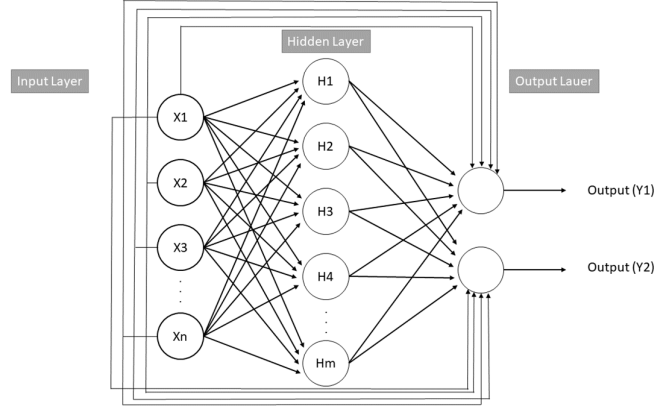 Hidden Layer
Input Layer
Output Lauer
X1
X2
X3
Xn
H1
H2
H3
H4
Hm
Output (Y1)
Output (Y2)